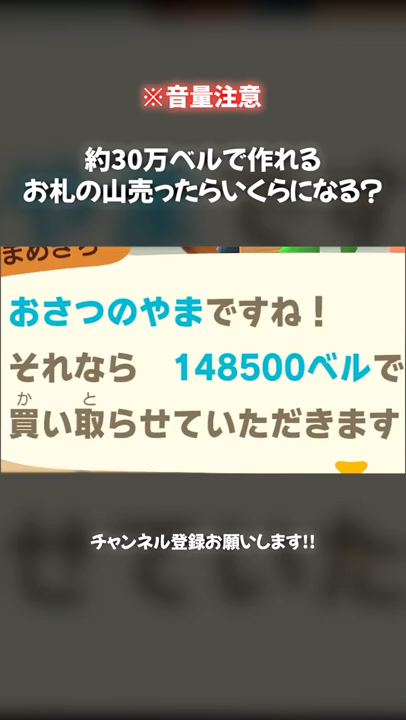 ※音量注意
約30万ベルで作れる
お札の山売ったらいくらになる?
まめきち
おさつのやまですね！
それなら　148500ベルで
買い取らせていただきます
か と
チャンネル登録お願いします!!